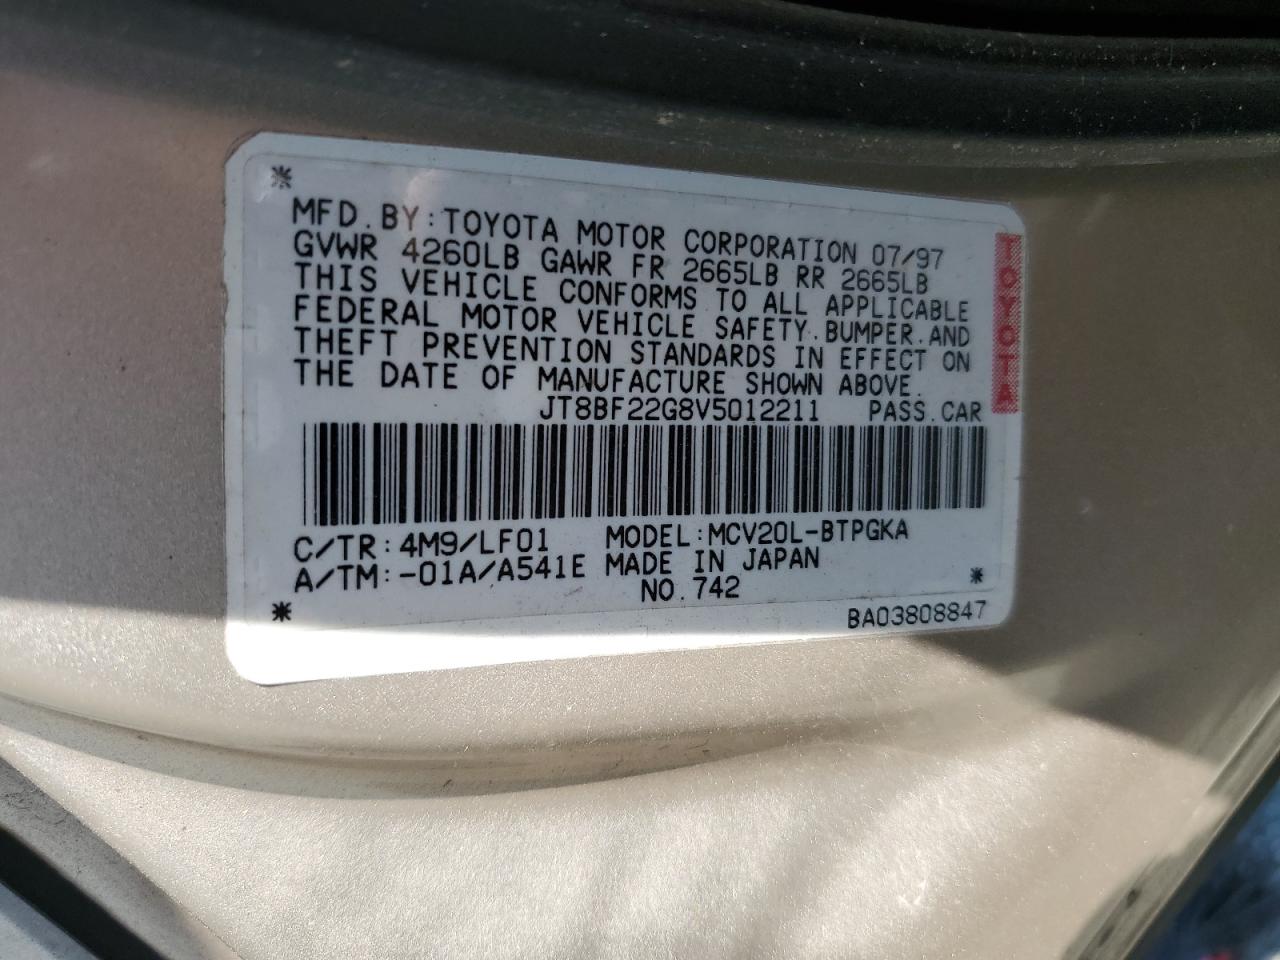 MFD. BY: TOYOTA MOTOR CORPORATION 07/97
GVWR 4260LB GAWR FR 2665LB RR 2665LB
THIS VEHICLE CONFORMS TO ALL APPLICABLE
FEDERAL MOTOR VEHICLE SAFETY. BUMPER. AND
THEFT PREVENTION STANDARDS IN EFFECT ON
THE DATE OF MANUFACTURE SHOWN ABOVE.
JT8BF22G8V5012211 PASS. CAR
TOYOTA
C/TR: 4M9/LF01 MODEL: MCV20L-BTPGKA
A/TM: -01A/A541E MADE IN JAPAN
NO. 742
BA03808847